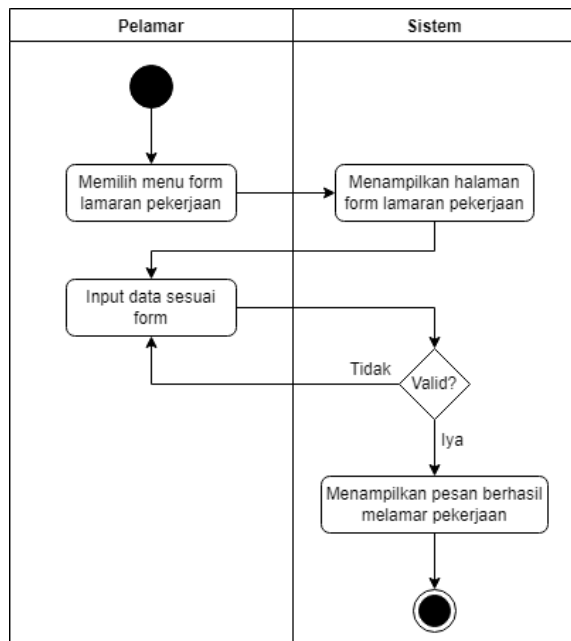 Pelamar
Sistem
Memilih menu form
lamaran pekerjaan
Menampilkan halaman
form lamaran pekerjaan
Input data sesuai
form
Tidak
Valid?
Iya
Menampilkan pesan berhasil
melamar pekerjaan